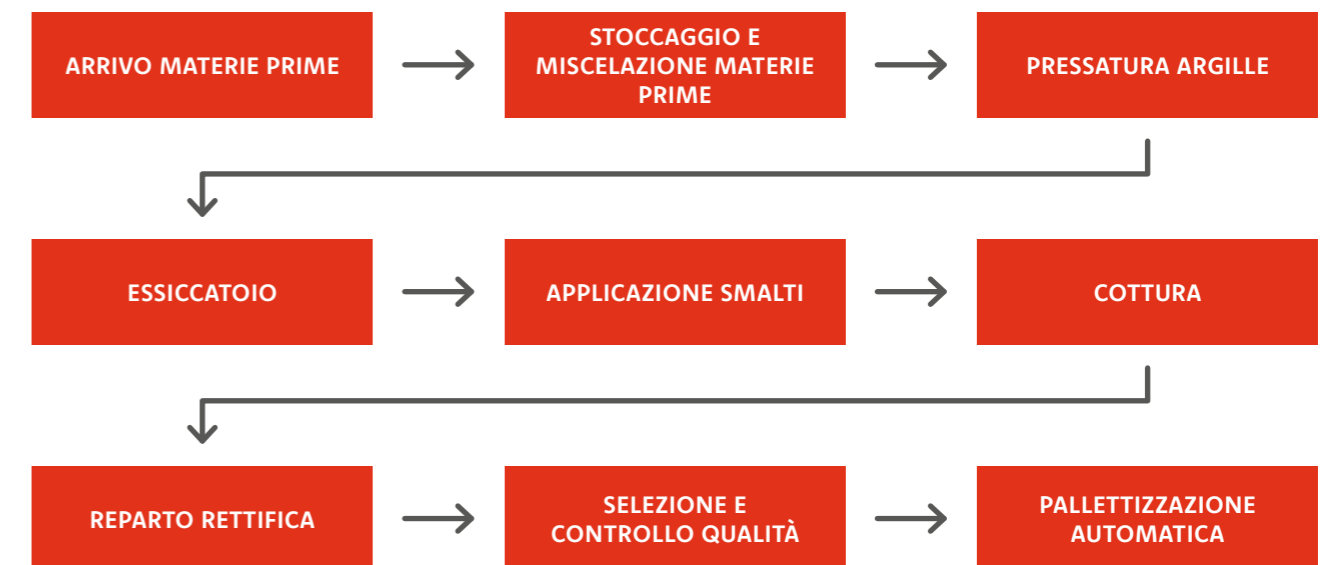 ARRIVO MATERIE PRIME
STOCCAGGIO E
MISCELAZIONE MATERIE
PRIME
PRESSATURA ARGILLE
ESSICCATOIO
APPLICAZIONE SMALTI
COTTURA
REPARTO RETTIFICA
SELEZIONE E
CONTROLLO QUALITÀ
PALLETTIZZAZIONE
AUTOMATICA